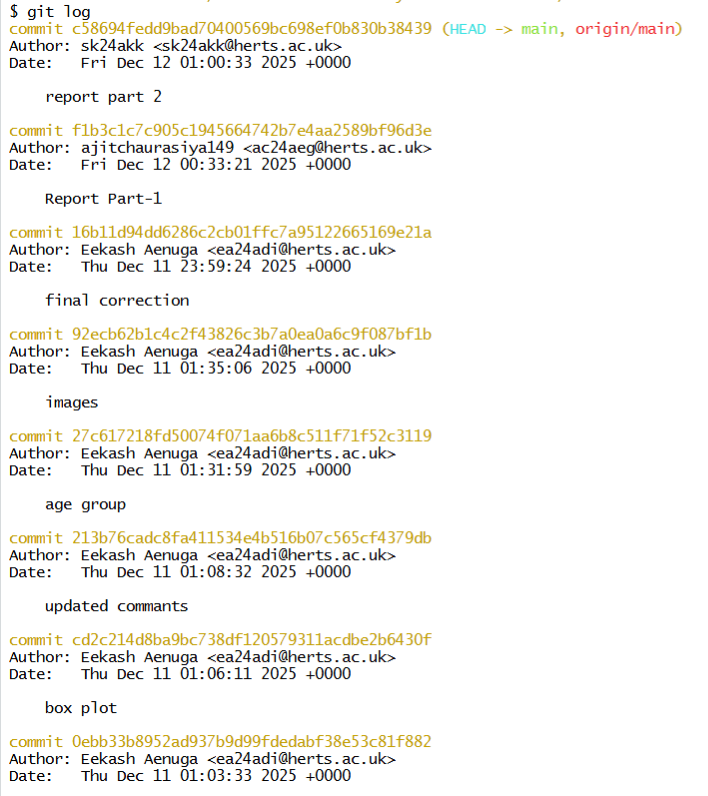 $ git log
commit c58694fedd9bad70400569bc698ef0b830b38439 (HEAD -> main, origin/main)
Author: sk24akk <sk24akk@herts.ac.uk>
Date:   Fri Dec 12 01:00:33 2025 +0000
report part 2
commit f1b3c1c7c905c1945664742b7e4aa2589bf96d3e
Author: ajitchaurasiya149 <ac24aeg@herts.ac.uk>
Date:   Fri Dec 12 00:33:21 2025 +0000
Report Part-1
commit 16b11d94dd6286c2cb01ffc7a95122665169e21a
Author: Eekash Aenuga <ea24adi@herts.ac.uk>
Date:   Thu Dec 11 23:59:24 2025 +0000
final correction
commit 92ecb62b1c4c2f43826c3b7a0ea0a6c9f087bf1b
Author: Eekash Aenuga <ea24adi@herts.ac.uk>
Date:   Thu Dec 11 01:35:06 2025 +0000
images
commit 27c617218fd50074f071aa6b8c511f71f52c3119
Author: Eekash Aenuga <ea24adi@herts.ac.uk>
Date:   Thu Dec 11 01:31:59 2025 +0000
age group
commit 213b76cadc8fa411534e4b516b07c565cf4379db
Author: Eekash Aenuga <ea24adi@herts.ac.uk>
Date:   Thu Dec 11 01:08:32 2025 +0000
updated commants
commit cd2c214d8ba9bc738df120579311acdbe2b6430f
Author: Eekash Aenuga <ea24adi@herts.ac.uk>
Date:   Thu Dec 11 01:06:11 2025 +0000
box plot
commit 0ebb33b8952ad937b9d99fdedabf38e53c81f882
Author: Eekash Aenuga <ea24adi@herts.ac.uk>
Date:   Thu Dec 11 01:03:33 2025 +0000